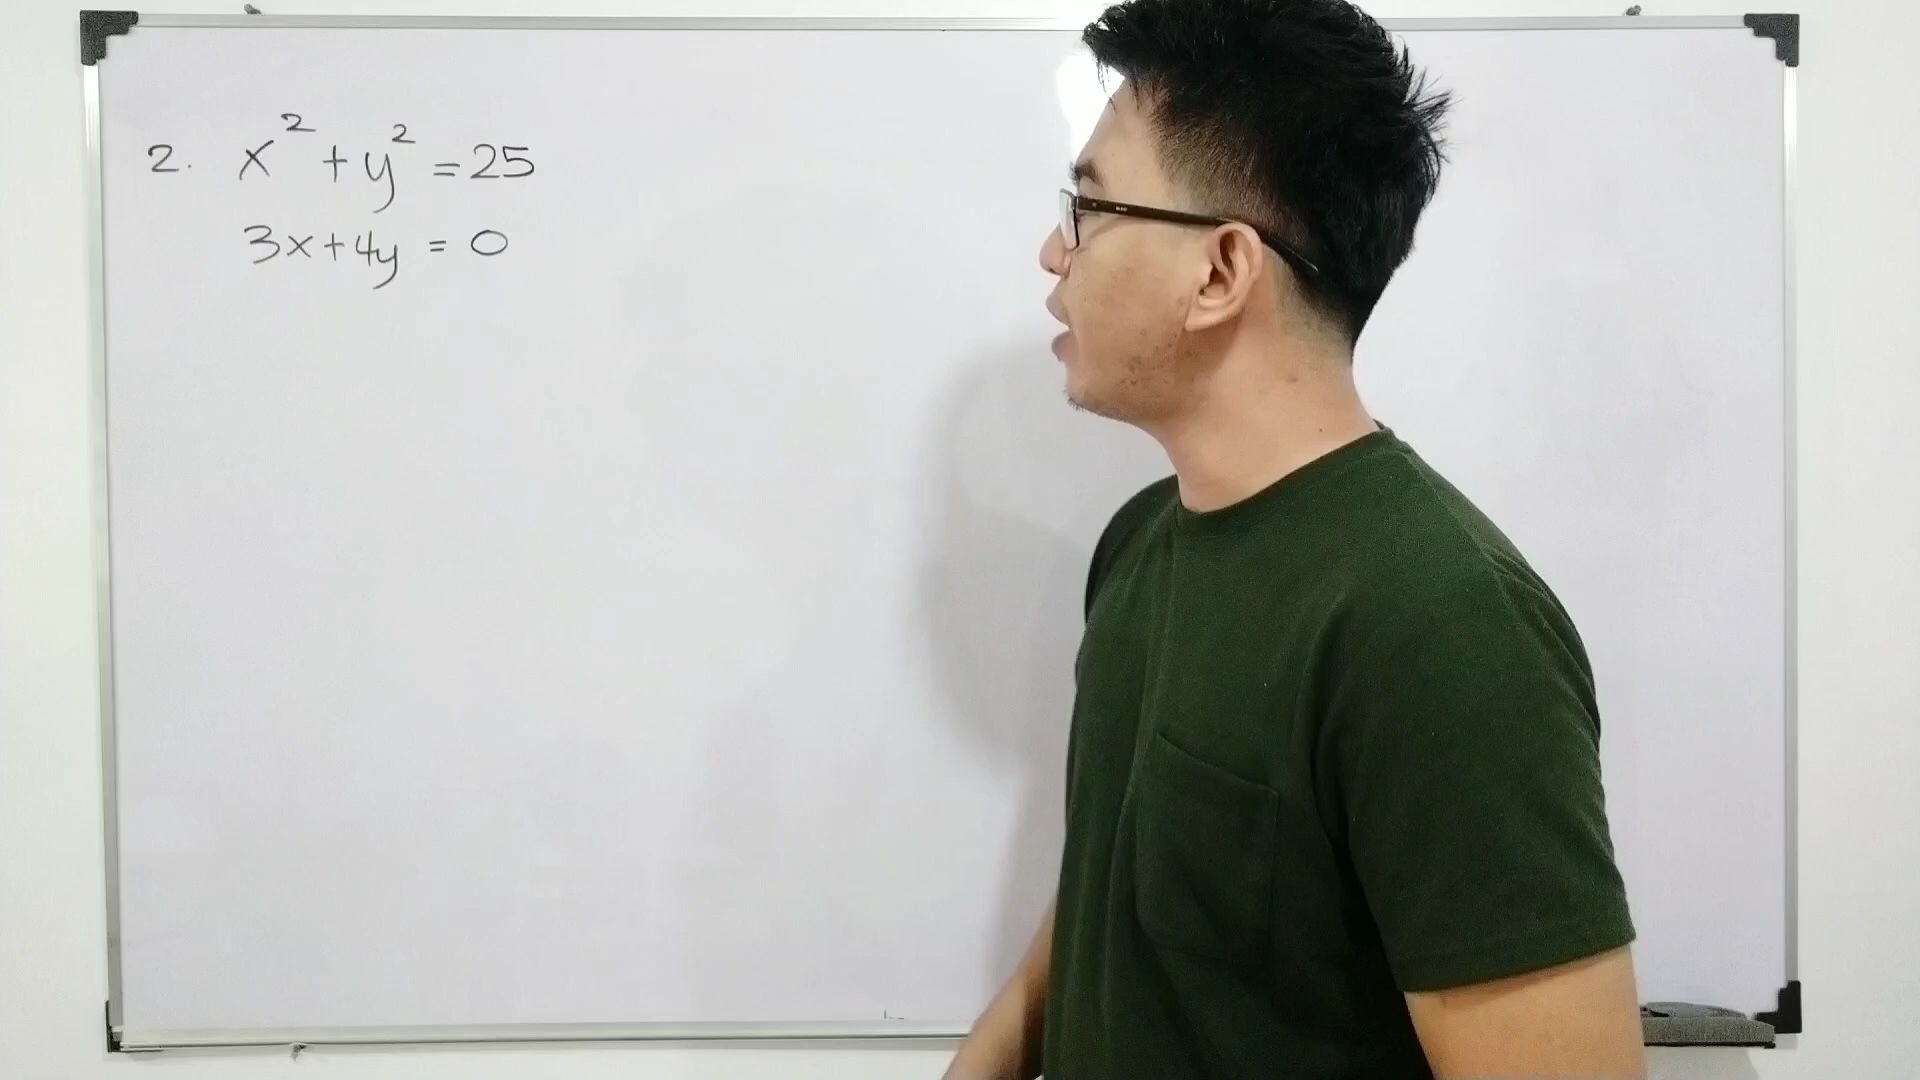 2. x² + y² = 25
3x + 4y = 0